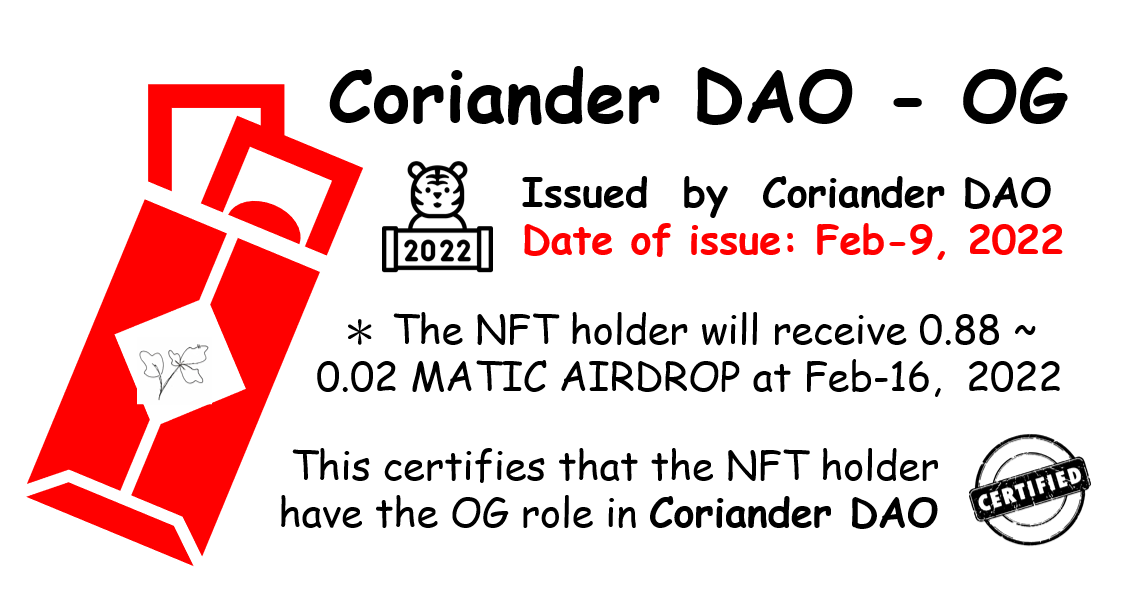 Coriander DAO - OG
Issued by Coriander DAO
Date of issue: Feb-9, 2022
2022
* The NFT holder will receive 0.88 ~
0.02 MATIC AIRDROP at Feb-16, 2022
This certifies that the NFT holder
have the OG role in Coriander DAO
CERTIFIED